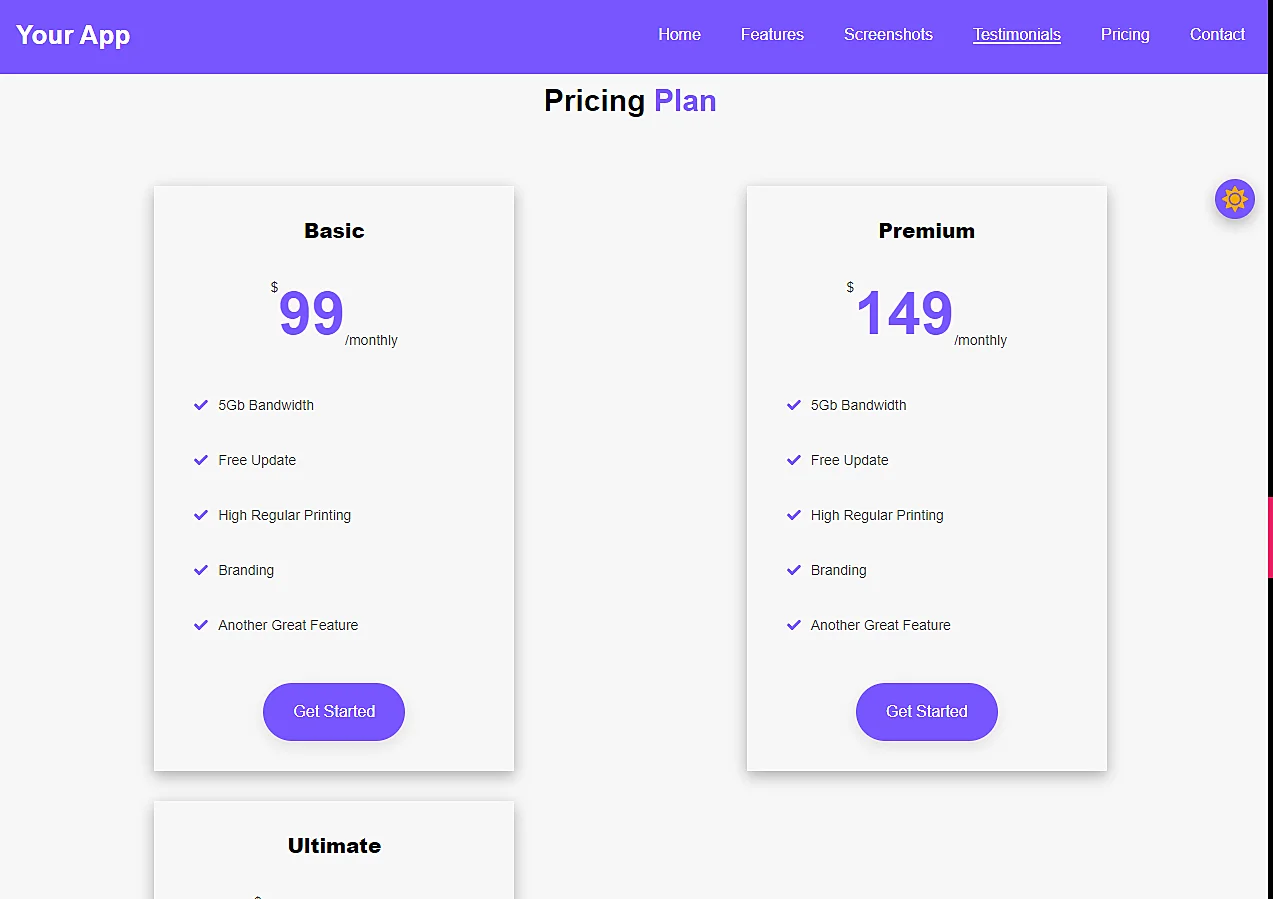 Your App
Home Features Screenshots Testimonials Pricing Contact
Pricing Plan
Basic
$99/monthly
5Gb Bandwidth
Free Update
High Regular Printing
Branding
Another Great Feature
Get Started
Premium
$149/monthly
5Gb Bandwidth
Free Update
High Regular Printing
Branding
Another Great Feature
Get Started
Ultimate